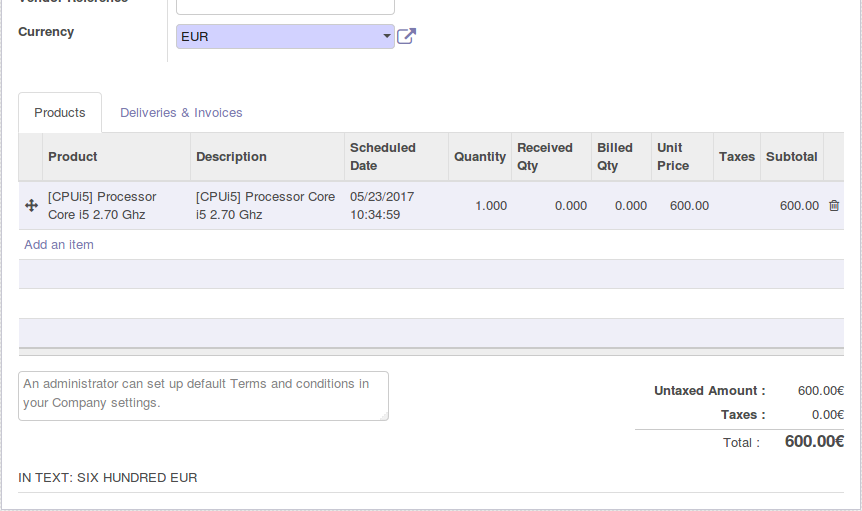 Vendor Reference
Currency
EUR
Products
Deliveries & Invoices
Product Description Scheduled Date Quantity Received Qty Billed Qty Unit Price Taxes Subtotal
[CPUi5] Processor Core i5 2.70 Ghz [CPUi5] Processor Core i5 2.70 Ghz 05/23/2017 10:34:59 1.000 0.000 0.000 600.00 600.00
Add an item
An administrator can set up default Terms and conditions in
your Company settings.
Untaxed Amount : 600.00€
Taxes : 0.00€
Total : 600.00€
IN TEXT: SIX HUNDRED EUR